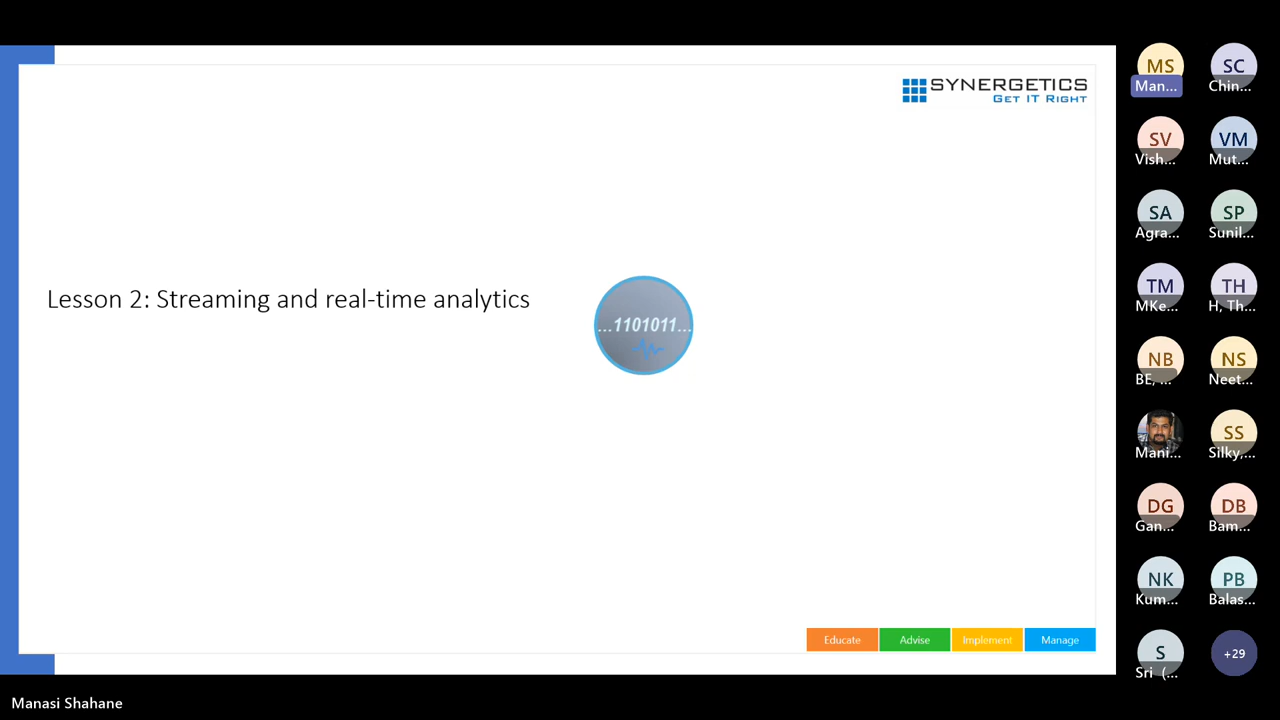 SYNERGETICS
GET IT RIGHT
Lesson 2: Streaming and real-time analytics
...1101011...
Educate
Advise
Implement
Manage
MS
Man...
SC
Chin...
SV
Vish...
VM
Mut...
SA
Agra...
SP
Sunil...
TM
MKe...
TH
H, Th...
NB
BE, ...
NS
Neet...
Mani...
SS
Silky,...
DG
Gan...
DB
Bam...
NK
Kum...
PB
Balas...
S
Sri (...
+29
Manasi Shahane